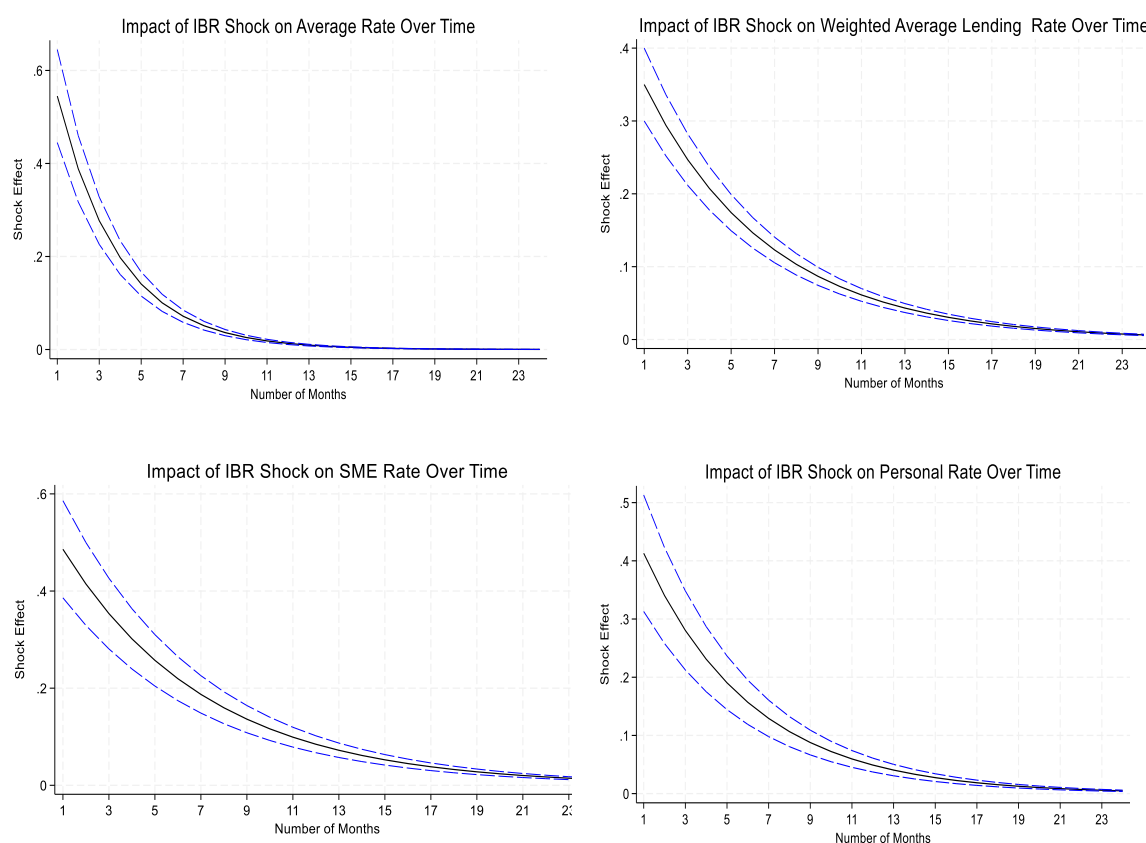 Impact of IBR Shock on Average Rate Over Time
Shock Effect
.6
.4
.2
0
1 3 5 7 9 11 13 15 17 19 21 23
Number of Months
Impact of IBR Shock on Weighted Average Lending Rate Over Time
Shock Effect
.4
.3
.2
.1
0
1 3 5 7 9 11 13 15 17 19 21 23
Number of Months
Impact of IBR Shock on SME Rate Over Time
Shock Effect
.6
.4
.2
0
1 3 5 7 9 11 13 15 17 19 21 23
Number of Months
Impact of IBR Shock on Personal Rate Over Time
Shock Effect
.5
.4
.3
.2
.1
0
1 3 5 7 9 11 13 15 17 19 21 23
Number of Months